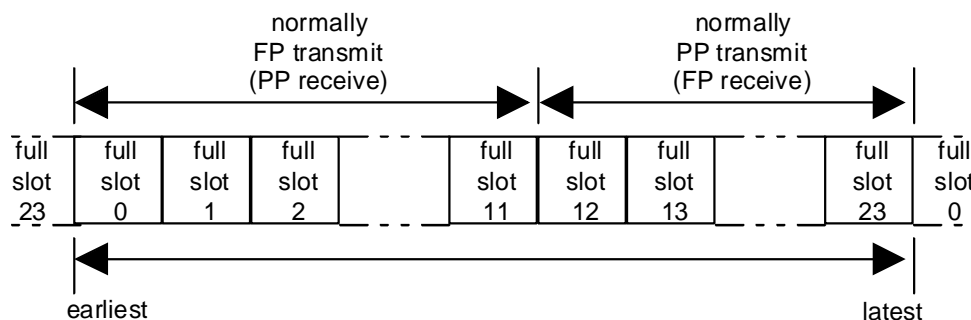 normally
FP transmit
(PP receive)
normally
PP transmit
(FP receive)
full
slot
23
full
slot
0
full
slot
1
full
slot
2
full
slot
11
full
slot
12
full
slot
13
full
slot
23
full
slot
0
earliest
latest